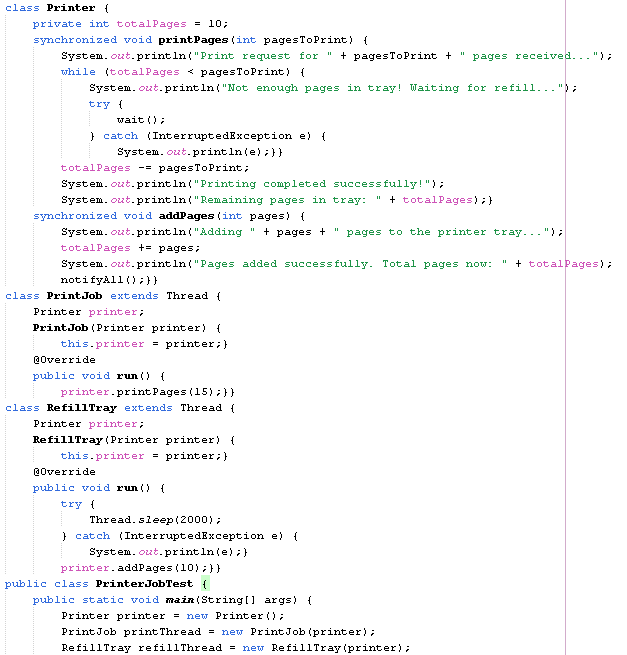 class Printer {
    private int totalPages = 10;
    synchronized void printPages(int pagesToPrint) {
        System.out.println("Print request for " + pagesToPrint + " pages received...");
        while (totalPages < pagesToPrint) {
            System.out.println("Not enough pages in tray! Waiting for refill...");
            try {
                wait();
            } catch (InterruptedException e) {
                System.out.println(e);}}
        totalPages -= pagesToPrint;
        System.out.println("Printing completed successfully!");
        System.out.println("Remaining pages in tray: " + totalPages);}
    synchronized void addPages(int pages) {
        System.out.println("Adding " + pages + " pages to the printer tray...");
        totalPages += pages;
        System.out.println("Pages added successfully. Total pages now: " + totalPages);
        notifyAll();}}
class PrintJob extends Thread {
    Printer printer;
    PrintJob(Printer printer) {
        this.printer = printer;}
    @Override
    public void run() {
        printer.printPages(15);}}
class RefillTray extends Thread {
    Printer printer;
    RefillTray(Printer printer) {
        this.printer = printer;}
    @Override
    public void run() {
        try {
            Thread.sleep(2000);
        } catch (InterruptedException e) {
            System.out.println(e);}
        printer.addPages(10);}}
public class PrinterJobTest {
    public static void main(String[] args) {
        Printer printer = new Printer();
        PrintJob printThread = new PrintJob(printer);
        RefillTray refillThread = new RefillTray(printer);